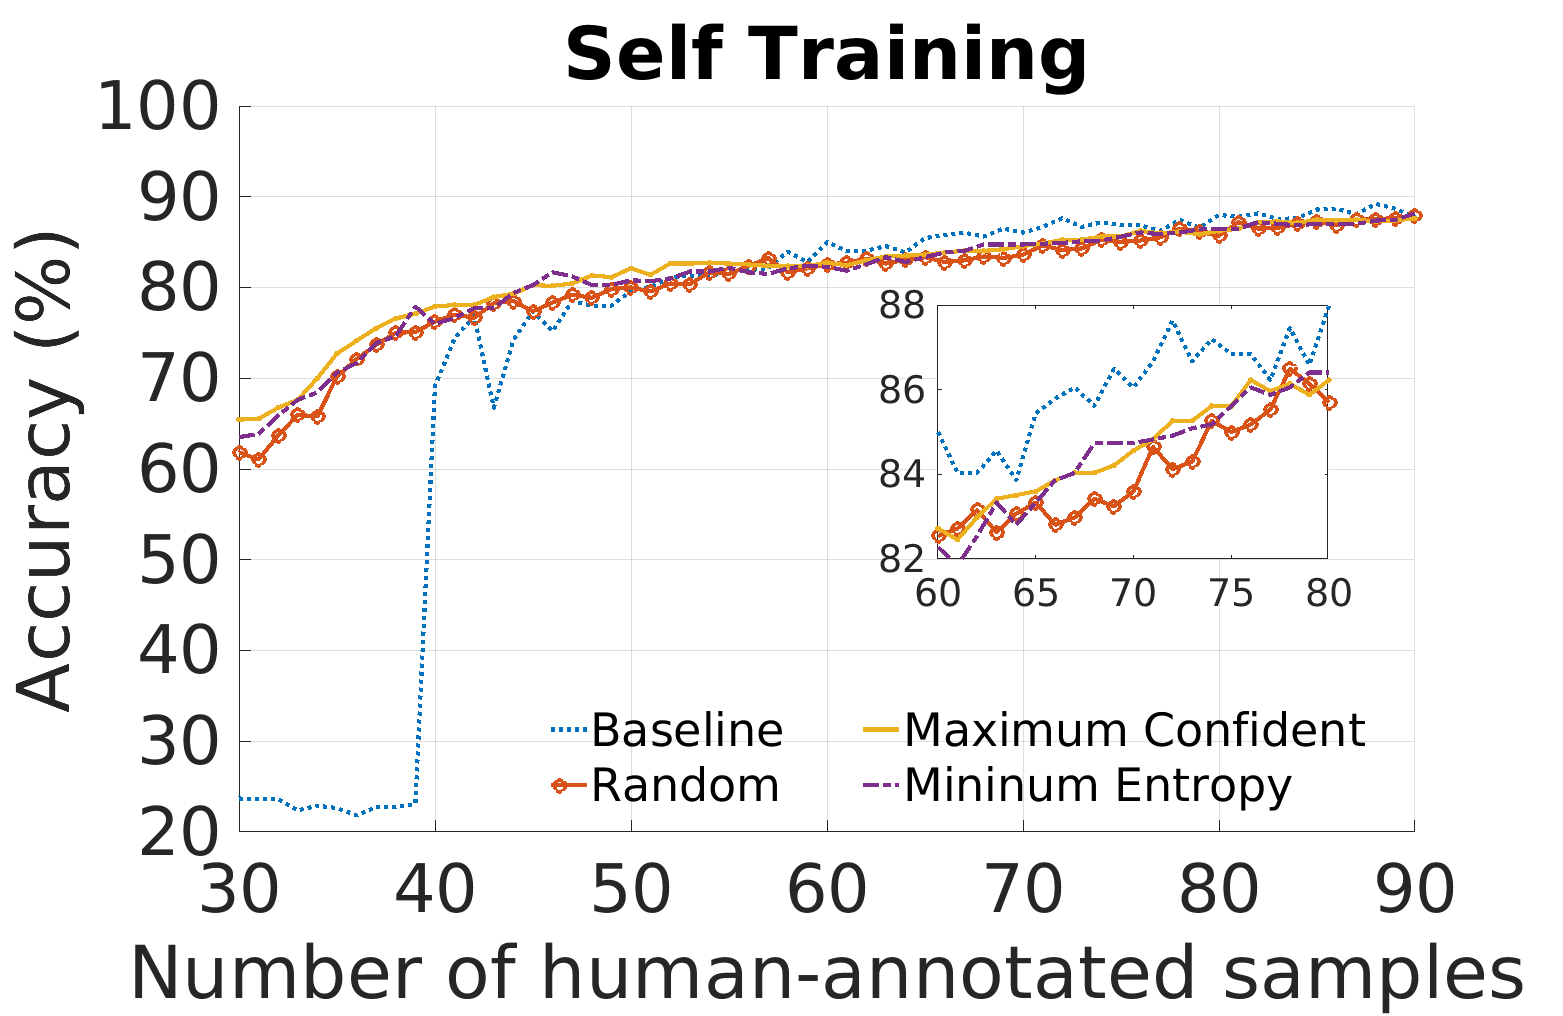 Self Training
100
90
80
70
60
50
40
30
20
Accuracy (%)
88
86
84
82
60 65 70 75 80
Baseline
Maximum Confident
Random
Mininum Entropy
30 40 50 60 70 80 90
Number of human-annotated samples